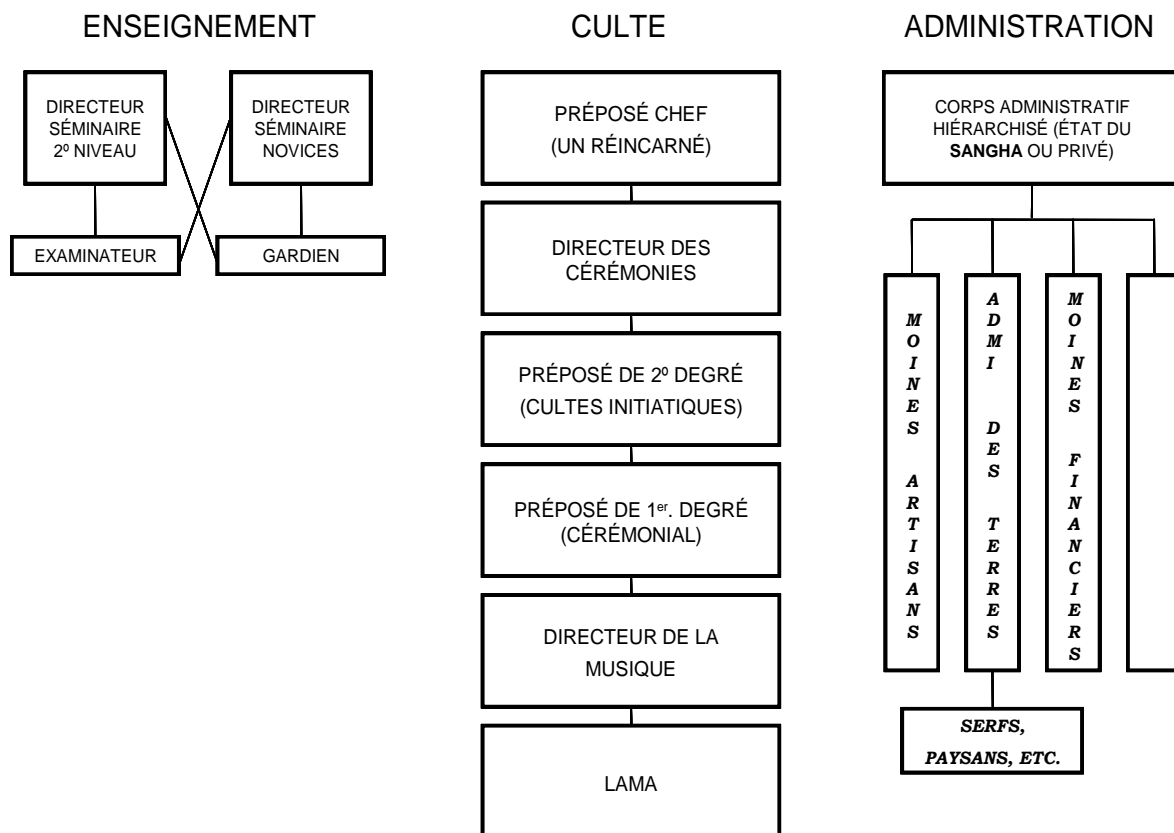 ENSEIGNEMENT
DIRECTEUR
SÉMINAIRE
2º NIVEAU
DIRECTEUR
SÉMINAIRE
NOVICES
EXAMINATEUR
GARDIEN
CULTE
PRÉPOSÉ CHEF
(UN RÉINCARNÉ)
DIRECTEUR DES
CÉRÉMONIES
PRÉPOSÉ DE 2º DEGRÉ
(CULTES INITIATIQUES)
PRÉPOSÉ DE 1er. DEGRÉ
(CÉRÉMONIAL)
DIRECTEUR DE LA
MUSIQUE
LAMA
ADMINISTRATION
CORPS ADMINISTRATIF
HIÉRARCHISÉ (ÉTAT DU
SANGHA OU PRIVÉ)
MOINES ARTISANS
ADMI DES TERRES
MOINES FINANCIERS
SERFS,
PAYSANS, ETC.